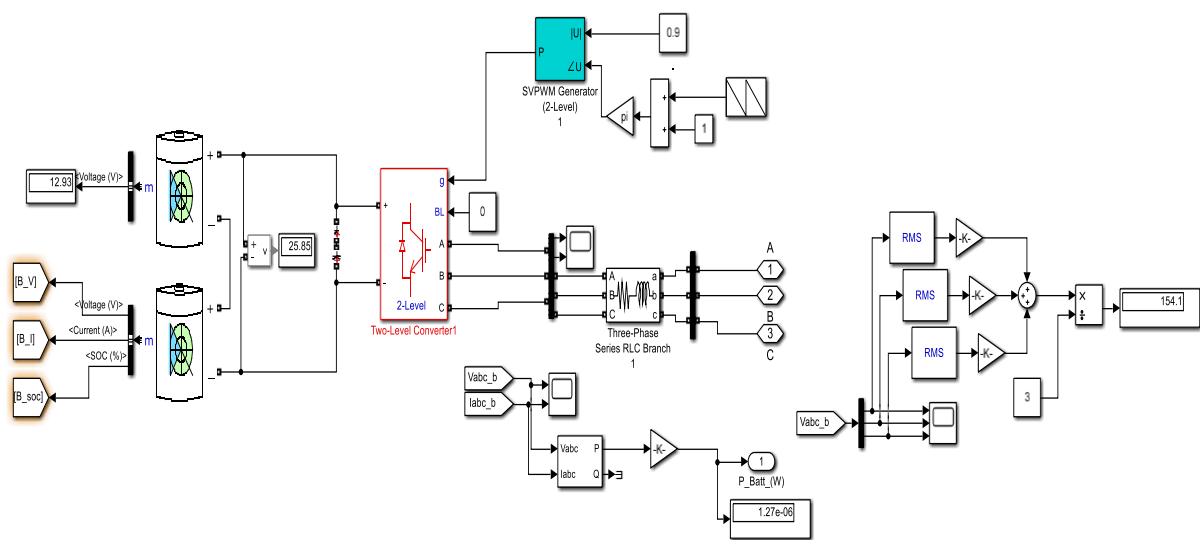 |U|
∠U
P
0.9
SVPWM Generator
(2-Level)
1
pi
+
+
1
12.93
<Voltage (V)>
m
+
_
+
-
v
25.85
[B_V]
[B_I]
[B_soc]
<Voltage (V)>
<Current (A)>
<SOC (%)>
m
+
_
+
-
g
BL
A
B
C
2-Level
Two-Level Converter1
0
A
B
C
a
b
c
Three-Phase
Series RLC Branch
1
A
1
2
B
3
C
Vabc_b
Iabc_b
Vabc
Iabc
P
Q
-K-
1
P_Batt_(W)
1.27e-06
RMS
-K-
RMS
-K-
RMS
-K-
+
+
+
×
÷
154.1
3
Vabc_b